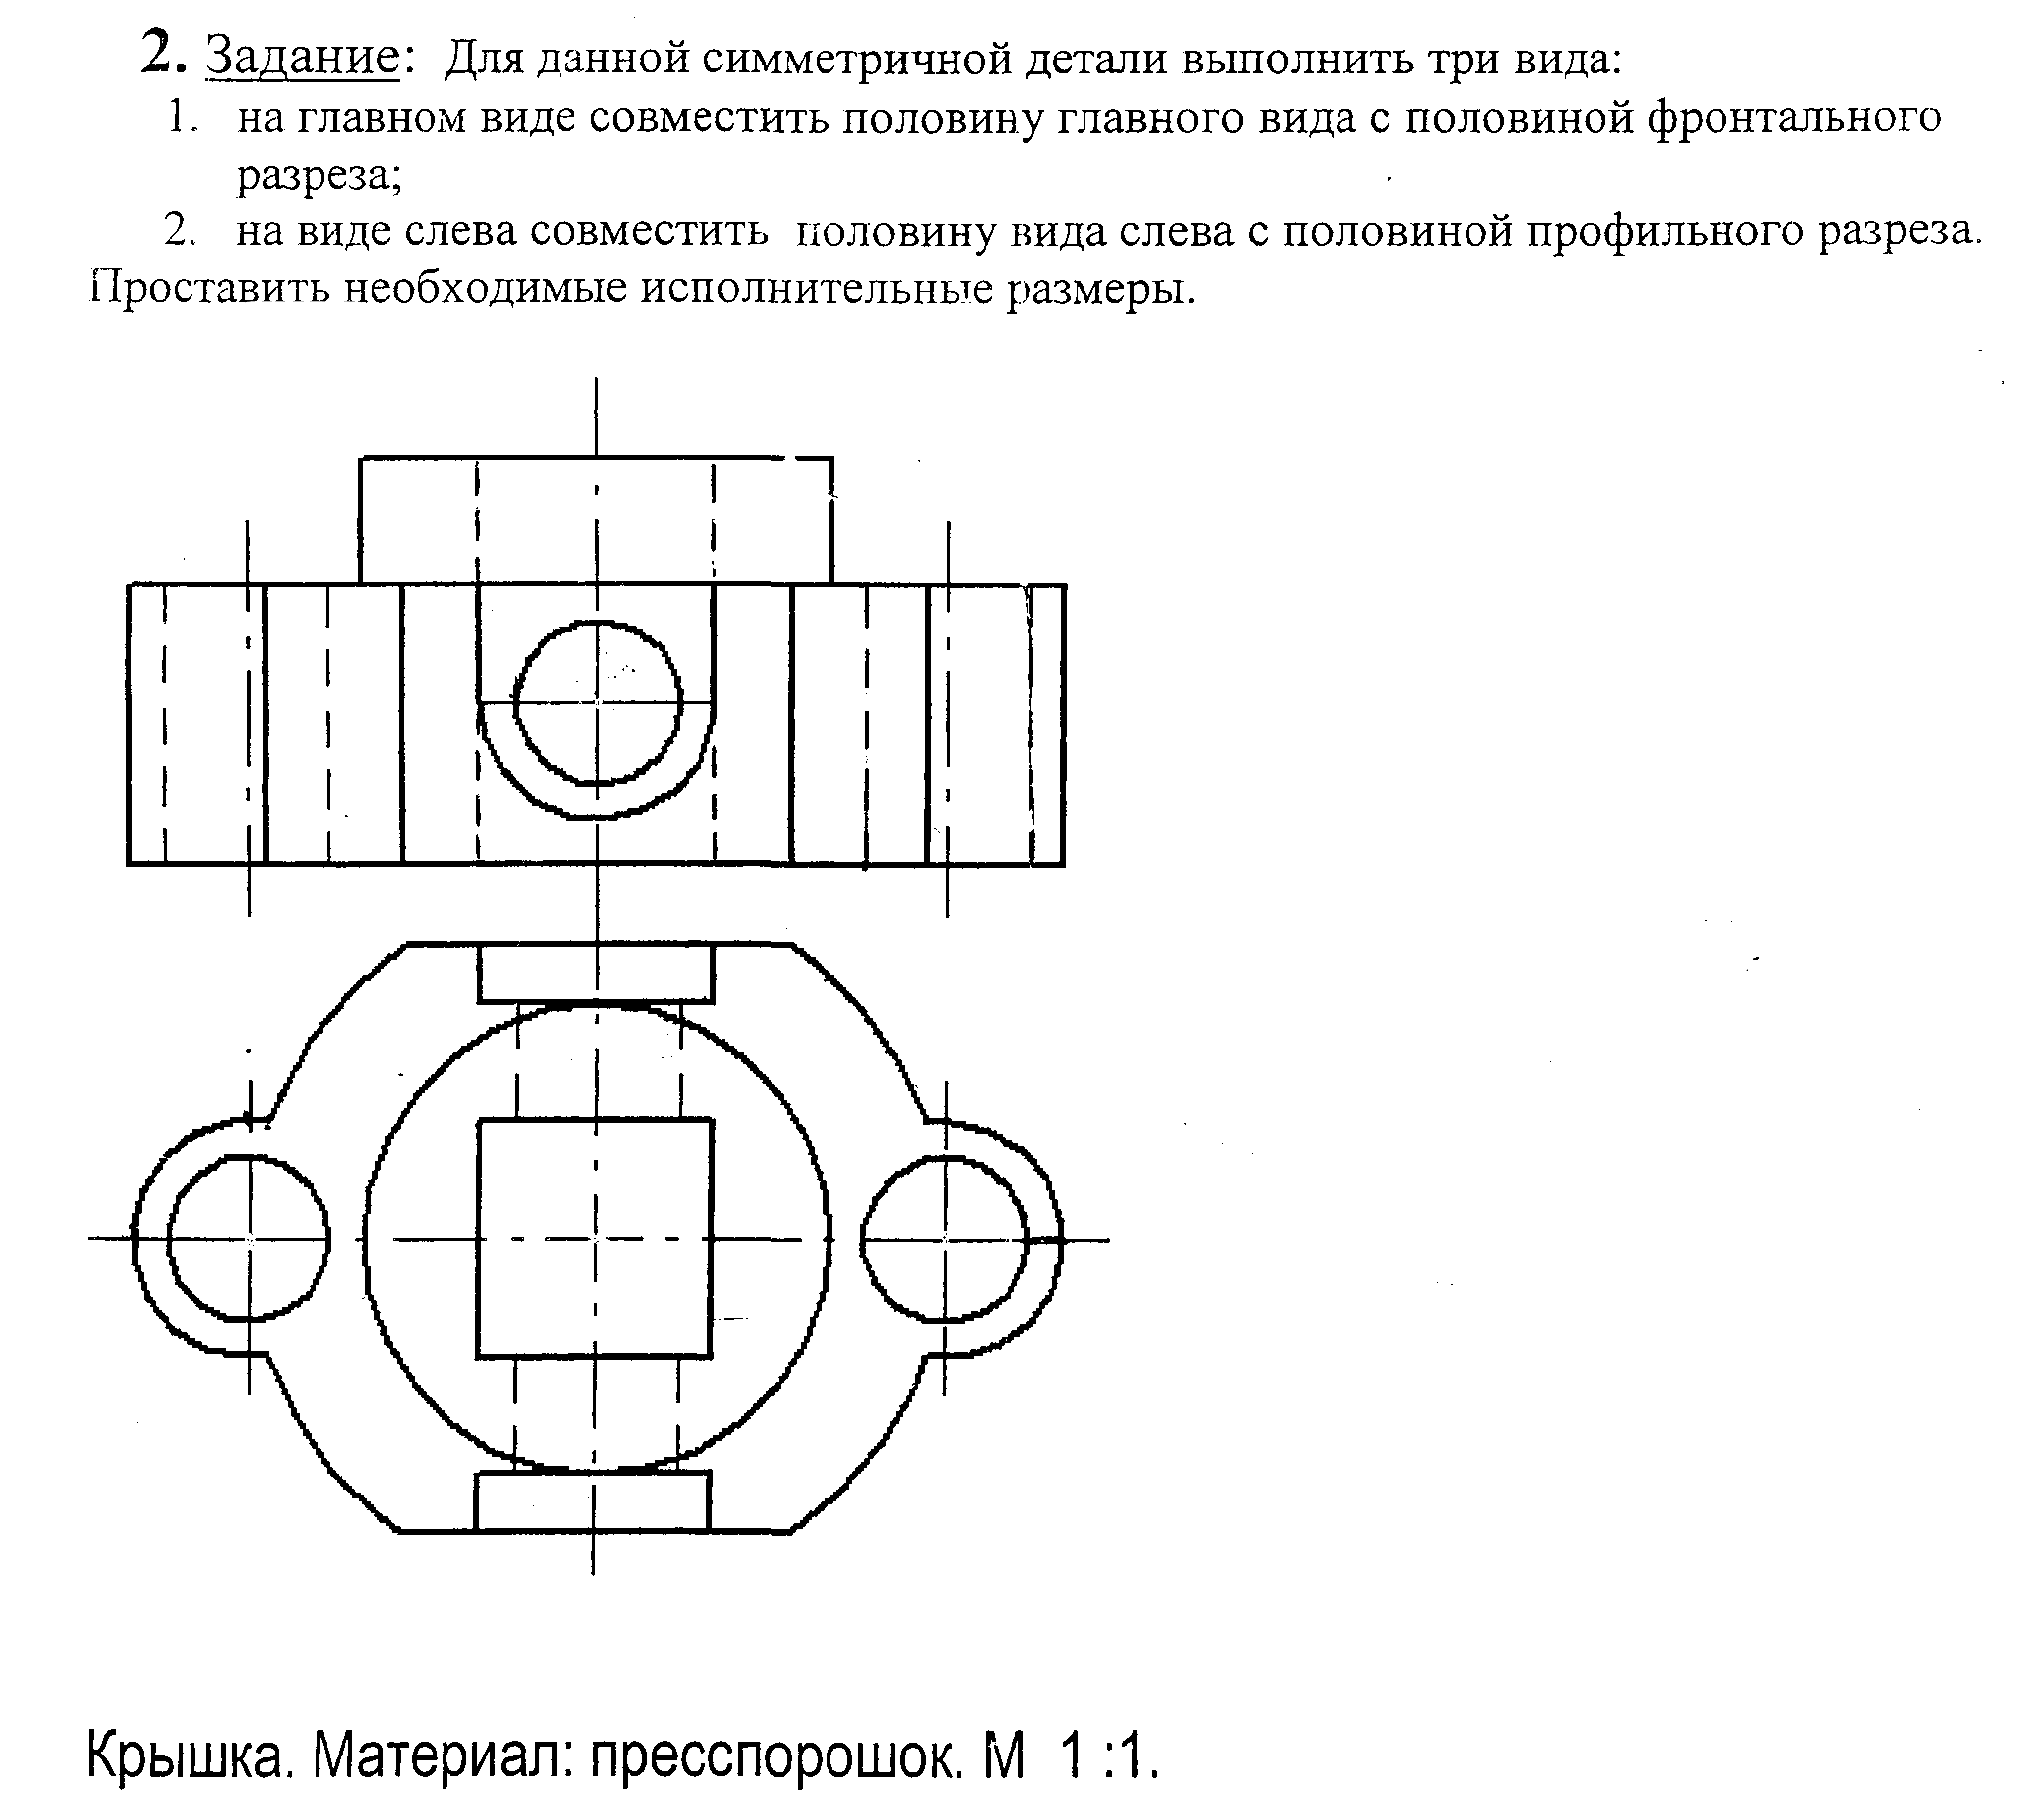 2. Задание: Для данной симметричной детали выполнить три вида:
1. на главном виде совместить половину главного вида с половиной фронтального
разреза;
2. на виде слева совместить половину вида слева с половиной профильного разреза.
Проставить необходимые исполнительные размеры.
Крышка. Материал: пресспорошок. М 1 :1.